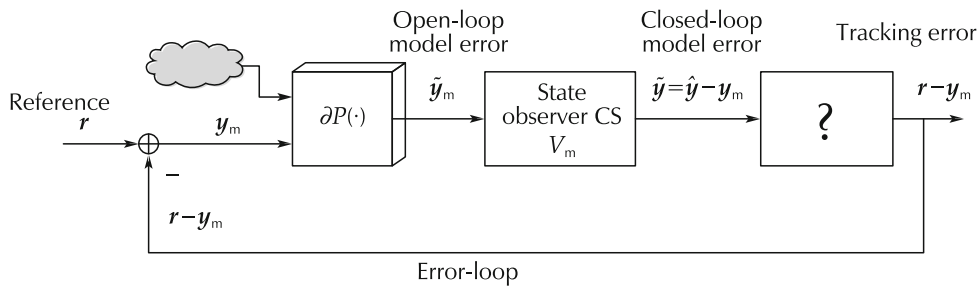 Open-loop
model error
Closed-loop
model error
Tracking error
Reference
r
y_m
∂P(·)
ỹ_m
State
observer CS
V_m
ỹ=ŷ−y_m
?
r−y_m
−
r−y_m
Error-loop